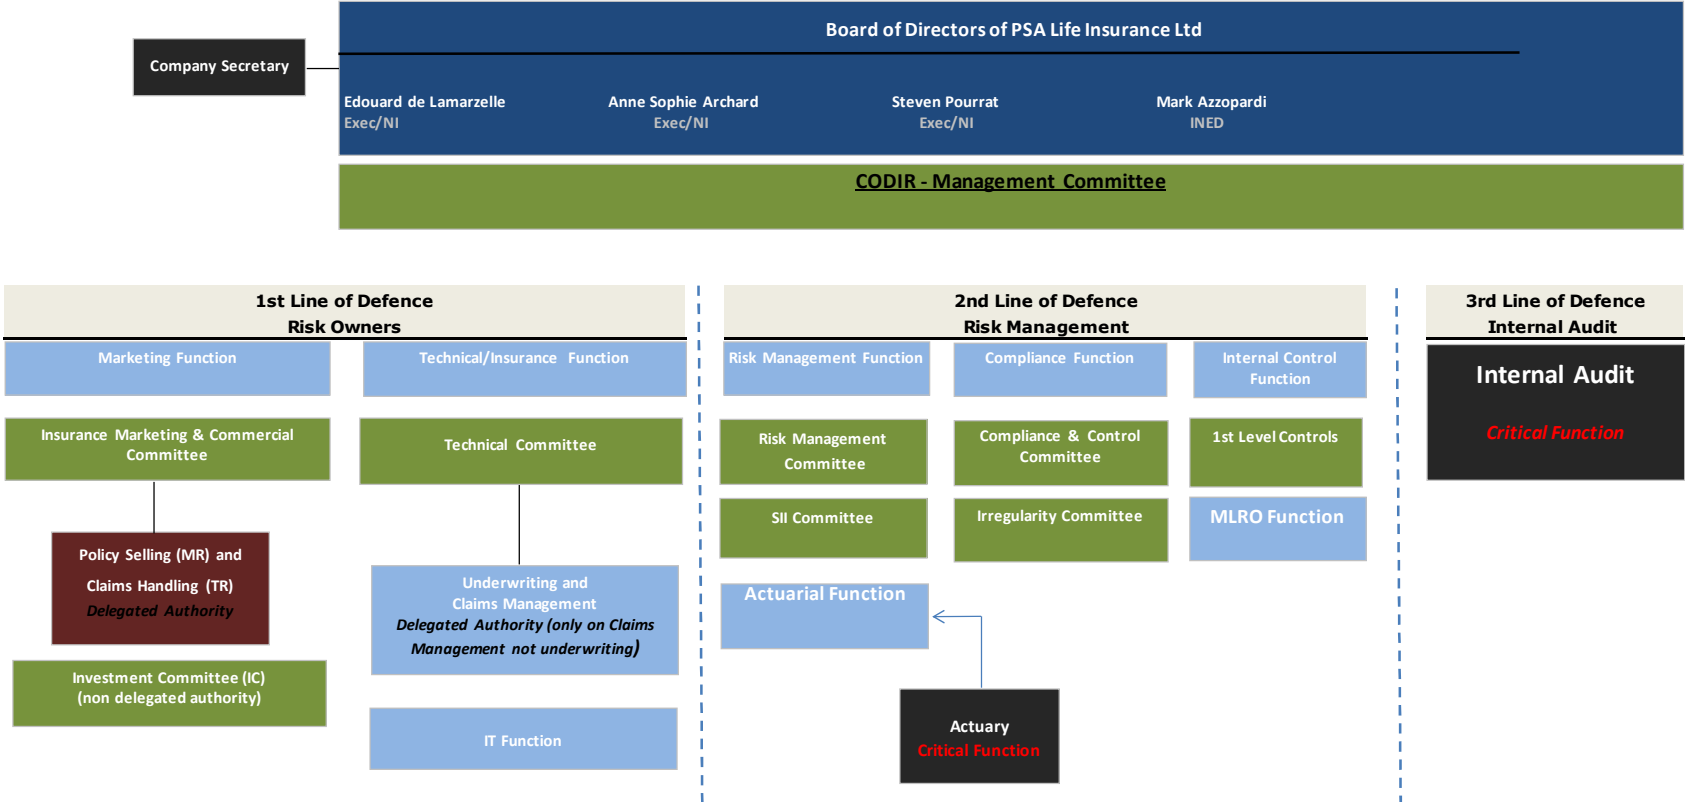 Board of Directors of PSA Life Insurance Ltd
Company Secretary
Edouard de Lamarzelle
Exec/NI
Anne Sophie Archard
Exec/NI
Steven Pourrat
Exec/NI
Mark Azzopardi
INED
CODIR - Management Committee
1st Line of Defence
Risk Owners
2nd Line of Defence
Risk Management
3rd Line of Defence
Internal Audit
Marketing Function
Technical/Insurance Function
Risk Management Function
Compliance Function
Internal Control
Function
Internal Audit
Critical Function
Insurance Marketing & Commercial
Committee
Technical Committee
Risk Management
Committee
Compliance & Control
Committee
1st Level Controls
SII Committee
Irregularity Committee
MLRO Function
Policy Selling (MR) and
Claims Handling (TR)
Delegated Authority
Underwriting and
Claims Management
Delegated Authority (only on Claims
Management not underwriting)
Actuarial Function
Investment Committee (IC)
(non delegated authority)
IT Function
Actuary
Critical Function